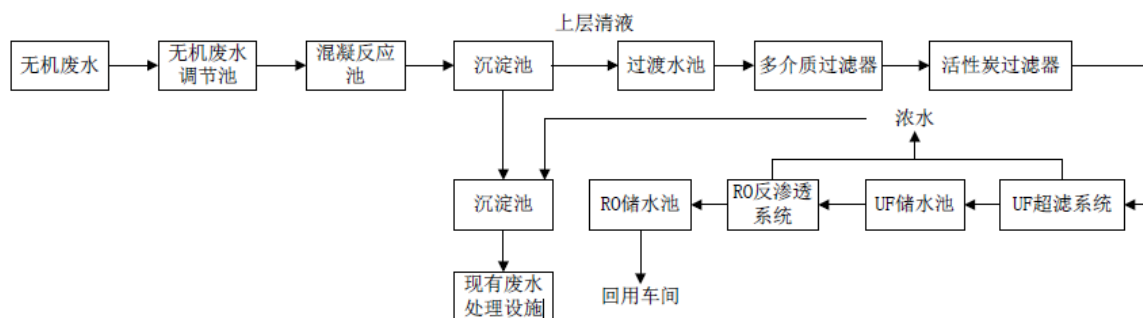 上层清液
无机废水
无机废水
调节池
混凝反应
池
沉淀池
过渡水池
多介质过滤器
活性炭过滤器
浓水
沉淀池
RO储水池
RO反渗透
系统
UF储水池
UF超滤系统
现有废水
处理设施
回用车间